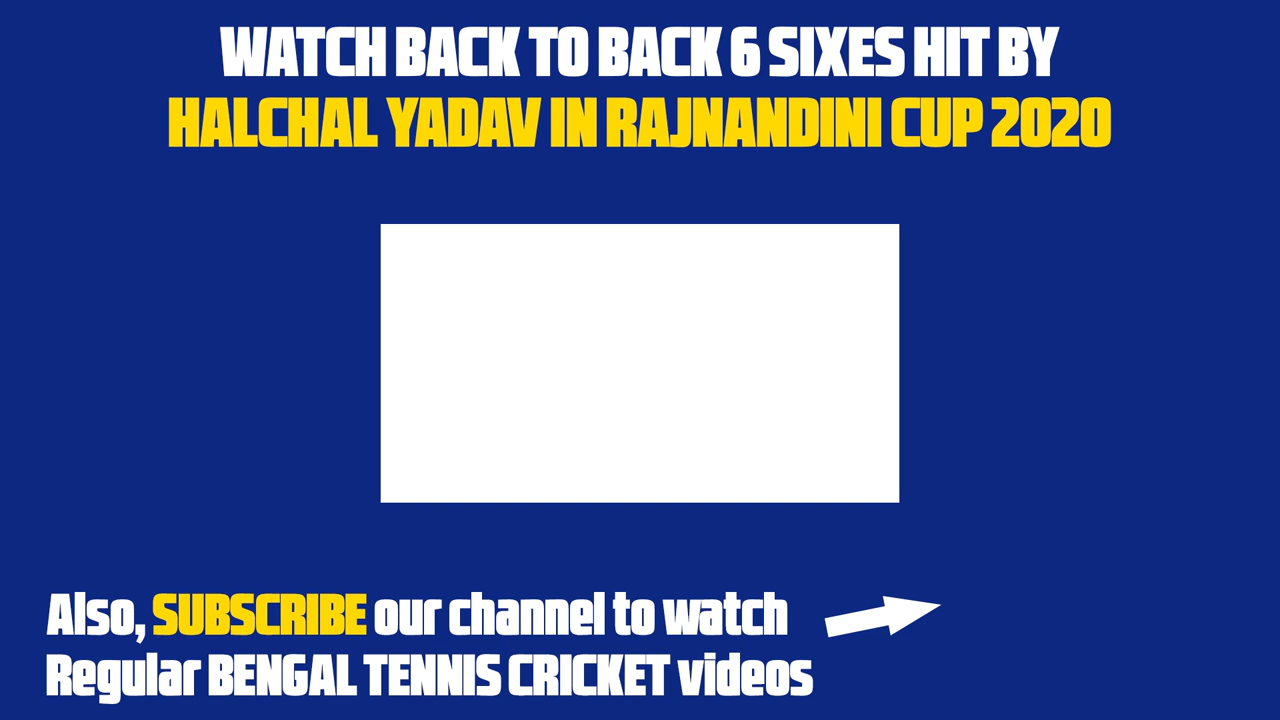 WATCH BACK TO BACK 6 SIXES HIT BY
HALCHAL YADAV IN RAJNANDINI CUP 2020
Also, SUBSCRIBE our channel to watch
Regular BENGAL TENNIS CRICKET videos